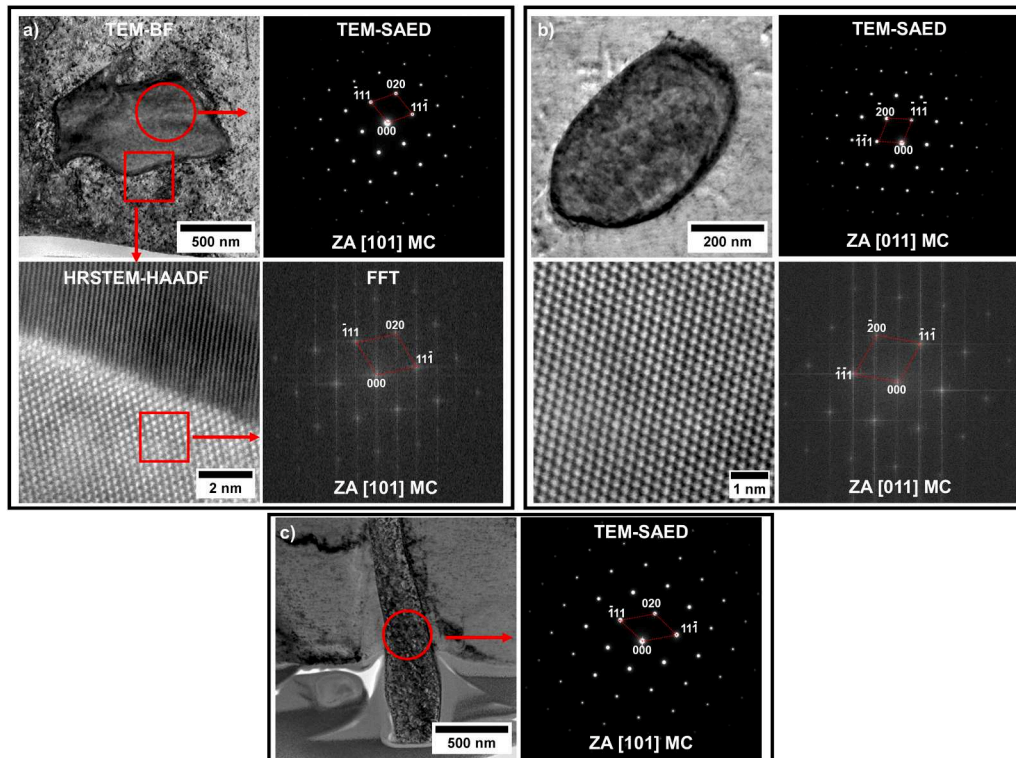 a)
TEM-BF
500 nm
TEM-SAED
1̄11
020
111̄
000
ZA [101] MC
HRSTEM-HAADF
2 nm
FFT
1̄11
020
111̄
000
ZA [101] MC
b)
200 nm
TEM-SAED
2̄00
1̄11̄
1̄1̄1
000
ZA [011] MC
1 nm
2̄00
1̄11̄
1̄1̄1
000
ZA [011] MC
c)
500 nm
TEM-SAED
1̄11
020
111̄
000
ZA [101] MC